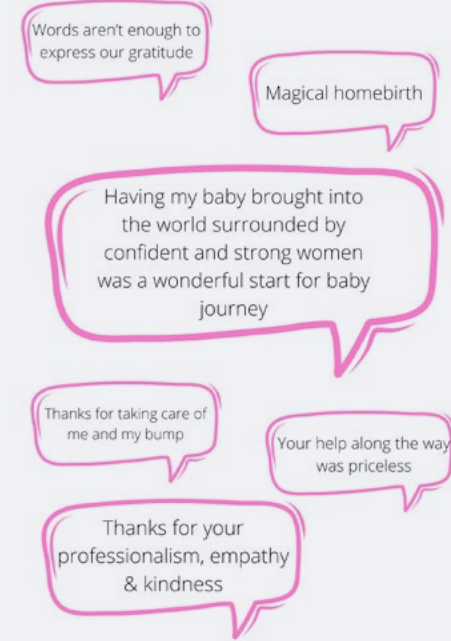 Words aren't enough to
express our gratitude
Magical homebirth
Having my baby brought into
the world surrounded by
confident and strong women
was a wonderful start for baby
journey
Thanks for taking care of
me and my bump
Your help along the way
was priceless
Thanks for your
professionalism, empathy
& kindness